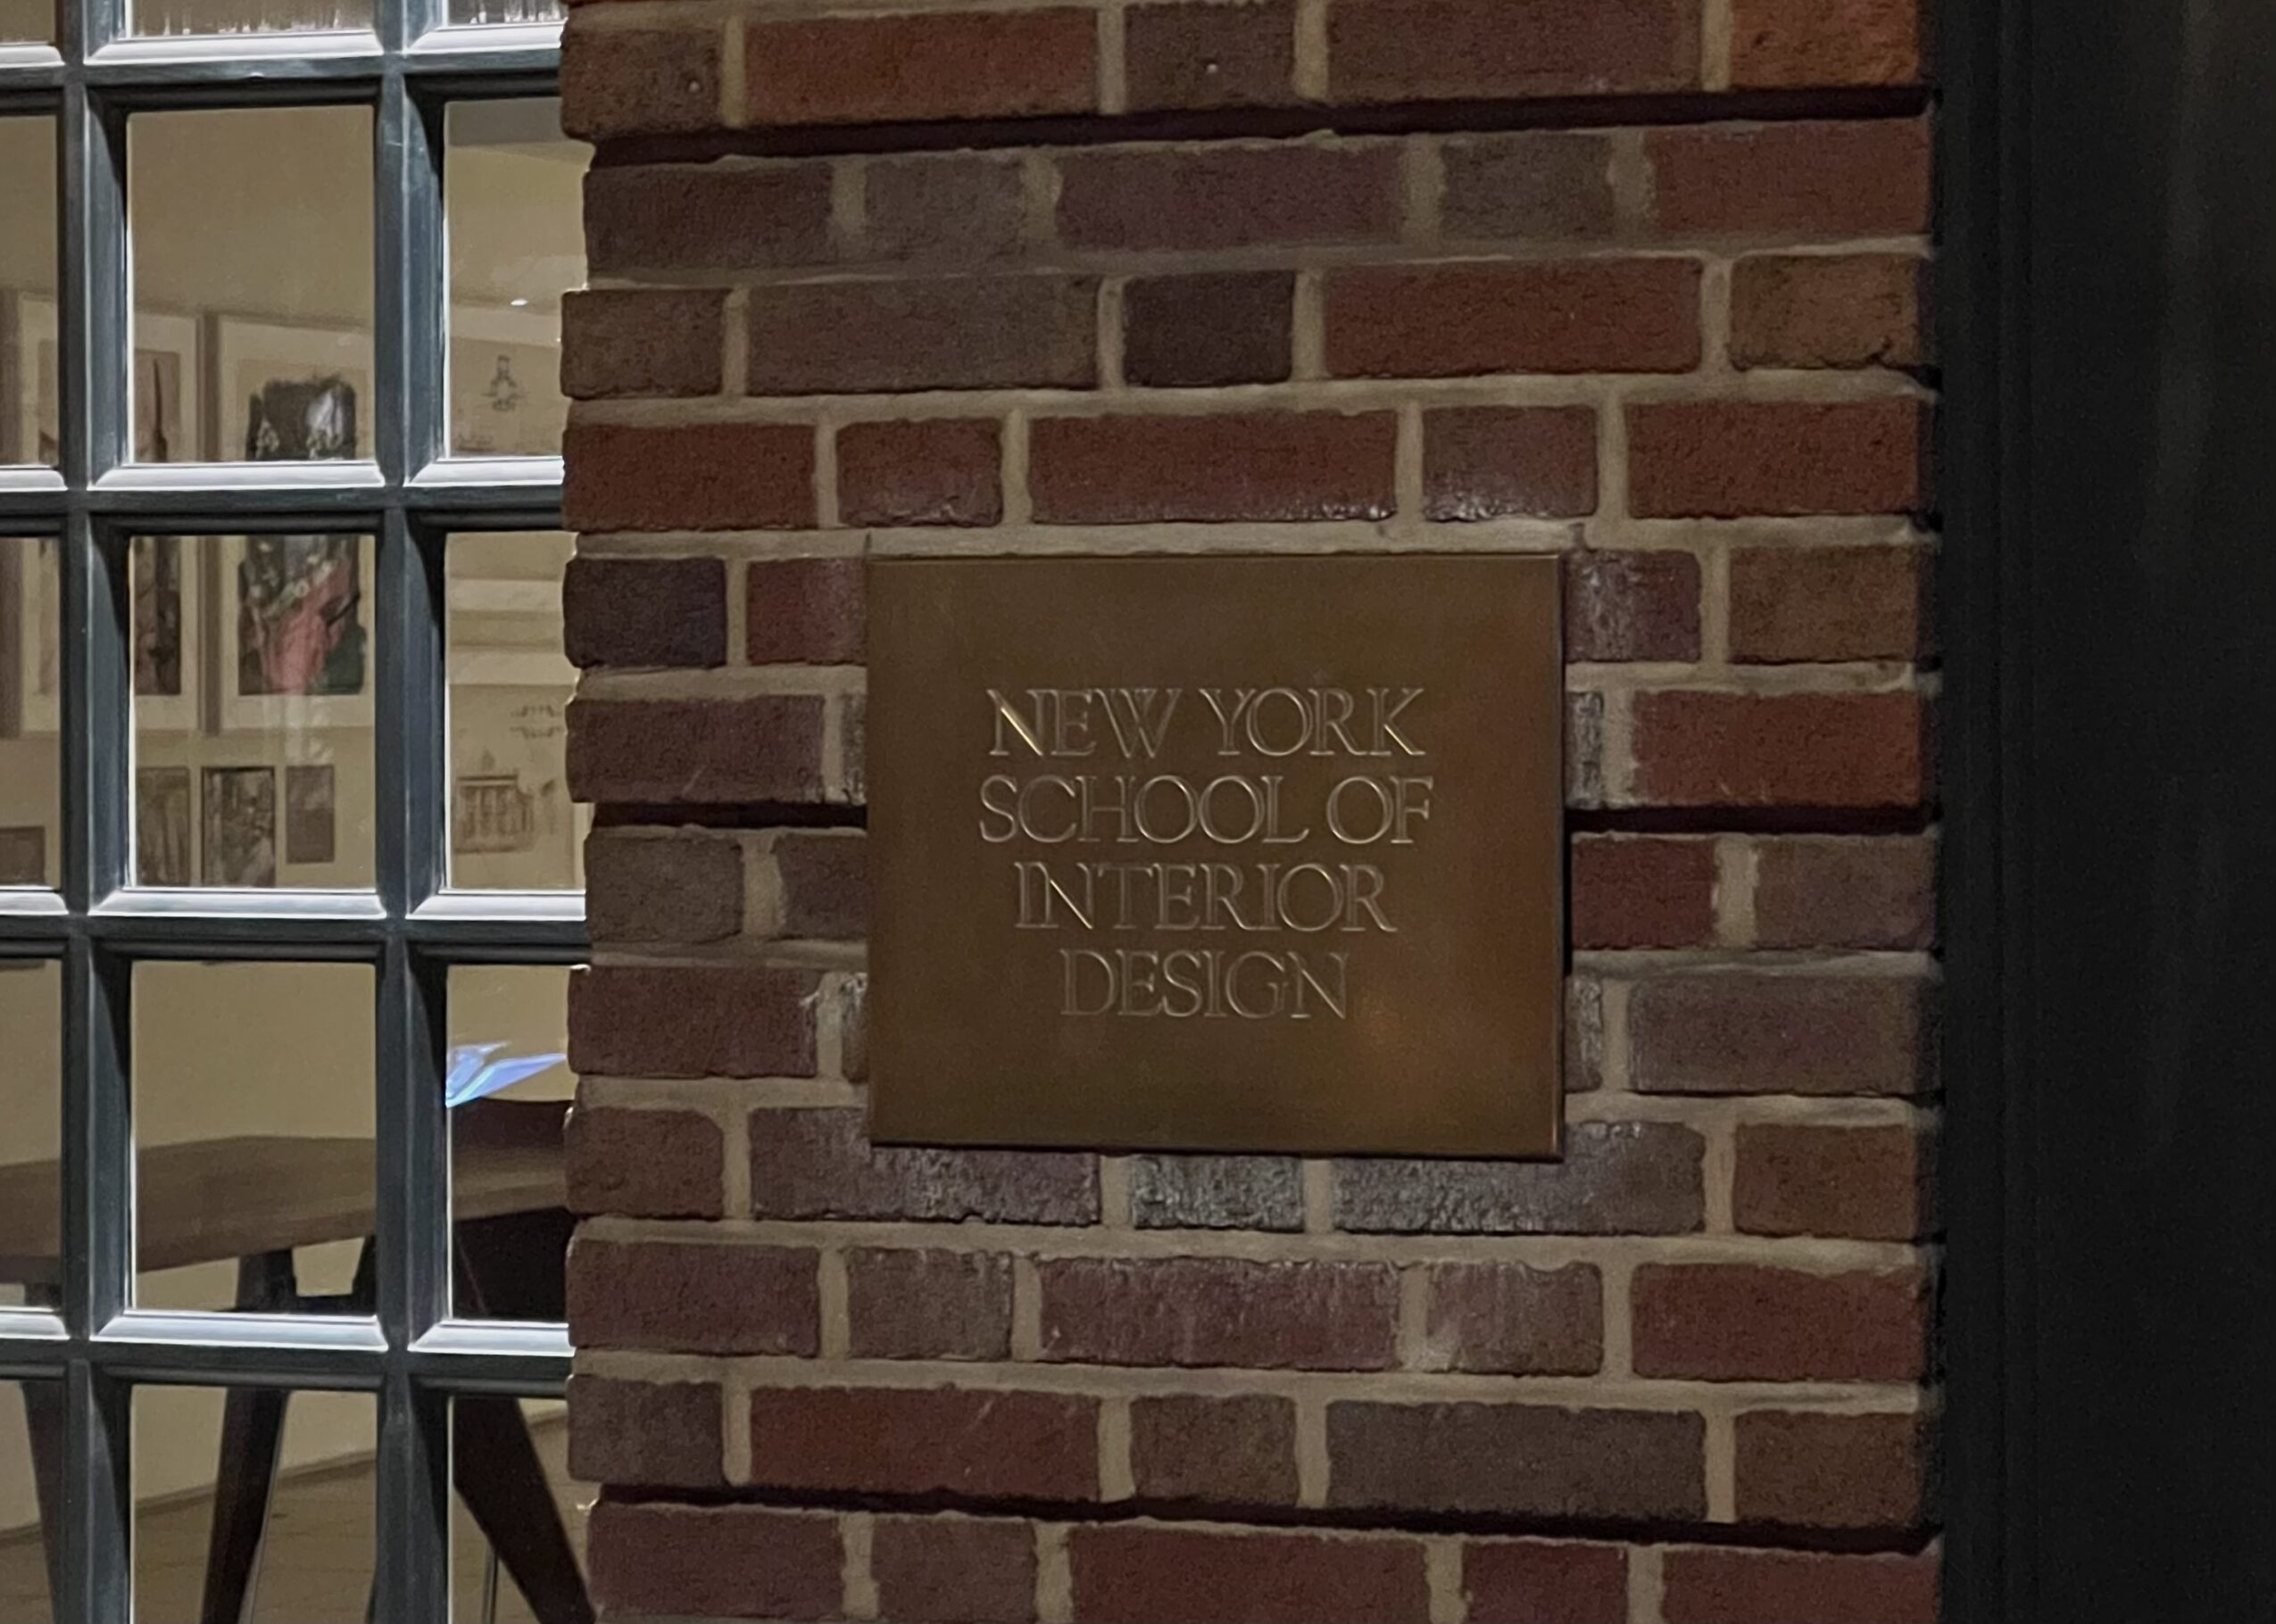 NEW YORK
SCHOOL OF
INTERIOR
DESIGN